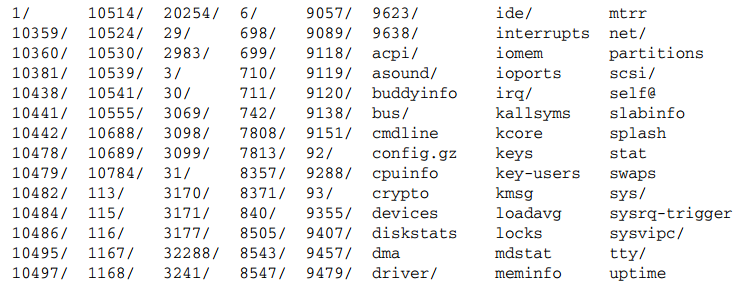 1/ 10514/ 20254/ 6/ 9057/ 9623/ ide/ mtrr
10359/ 10524/ 29/ 698/ 9089/ 9638/ interrupts net/
10360/ 10530/ 2983/ 699/ 9118/ acpi/ iomem partitions
10381/ 10539/ 3/ 710/ 9119/ asound/ ioports scsi/
10438/ 10541/ 30/ 711/ 9120/ buddyinfo irq/ self@
10441/ 10555/ 3069/ 742/ 9138/ bus/ kallsyms slabinfo
10442/ 10688/ 3098/ 7808/ 9151/ cmdline kcore splash
10478/ 10689/ 3099/ 7813/ 92/ config.gz keys stat
10479/ 10784/ 31/ 8357/ 9288/ cpuinfo key-users swaps
10482/ 113/ 3170/ 8371/ 93/ crypto kmsg sys/
10484/ 115/ 3171/ 840/ 9355/ devices loadavg sysrq-trigger
10486/ 116/ 3177/ 8505/ 9407/ diskstats locks sysvipc/
10495/ 1167/ 32288/ 8543/ 9457/ dma mdstat tty/
10497/ 1168/ 3241/ 8547/ 9479/ driver/ meminfo uptime